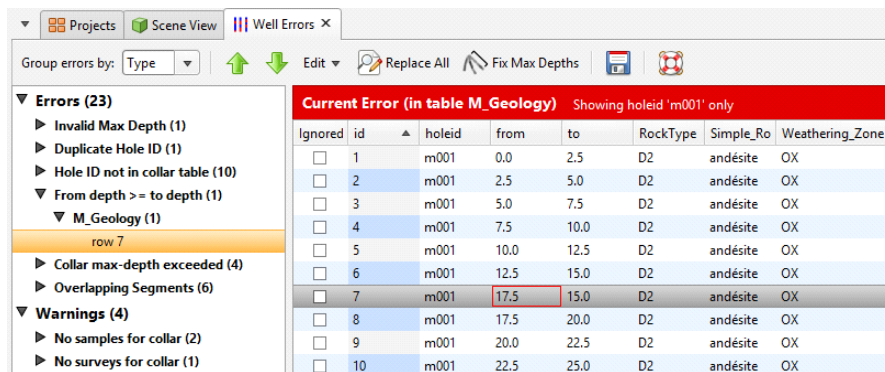 Projects Scene View Well Errors ×
Group errors by: Type Edit Replace All Fix Max Depths
Errors (23)
Invalid Max Depth (1)
Duplicate Hole ID (1)
Hole ID not in collar table (10)
From depth >= to depth (1)
M_Geology (1)
row 7
Collar max-depth exceeded (4)
Overlapping Segments (6)
Warnings (4)
No samples for collar (2)
No surveys for collar (1)
Current Error (in table M_Geology) Showing holeid 'm001' only
Ignored id holeid from to RockType Simple_Ro Weathering_Zone
1 m001 0.0 2.5 D2 andésite OX
2 m001 2.5 5.0 D2 andésite OX
3 m001 5.0 7.5 D2 andésite OX
4 m001 7.5 10.0 D2 andésite OX
5 m001 10.0 12.5 D2 andésite OX
6 m001 12.5 15.0 D2 andésite OX
7 m001 17.5 15.0 D2 andésite OX
8 m001 17.5 20.0 D2 andésite OX
9 m001 20.0 22.5 D2 andésite OX
10 m001 22.5 25.0 D2 andésite OX